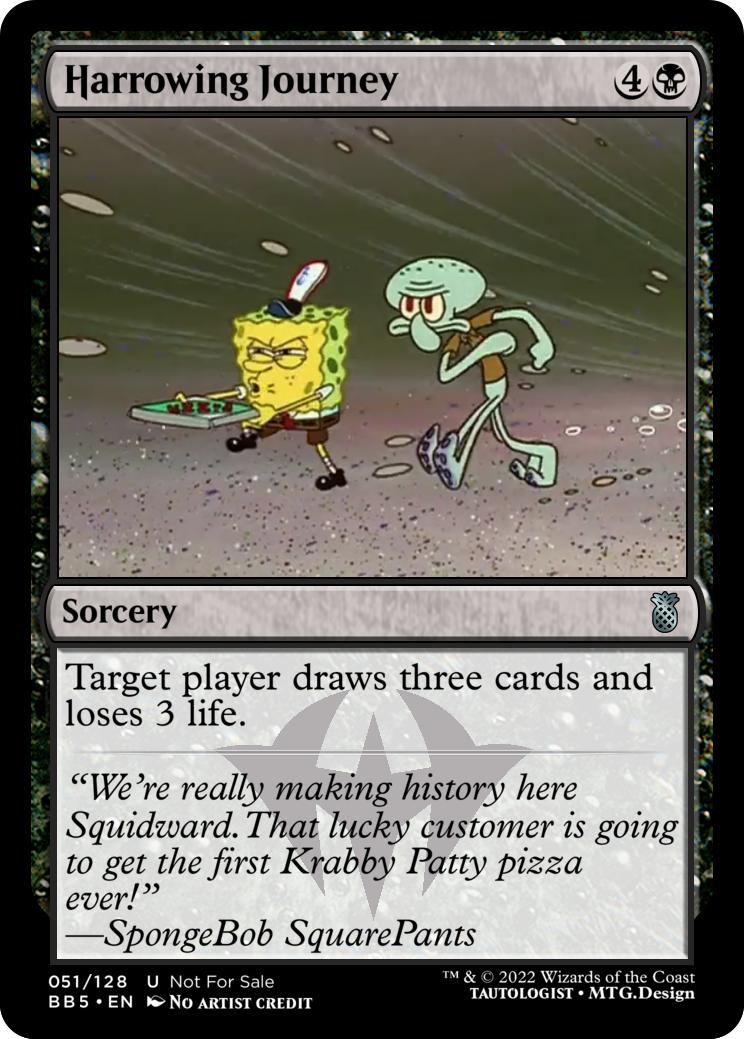 Harrowing Journey 4
Sorcery
Target player draws three cards and
loses 3 life.
“We’re really making history here
Squidward. That lucky customer is going
to get the first Krabby Patty pizza
ever!”
—SpongeBob SquarePants
051/128 U Not For Sale
BB5 • EN No artist credit
™ & © 2022 Wizards of the Coast
TAUTOLOGIST • MTG.Design